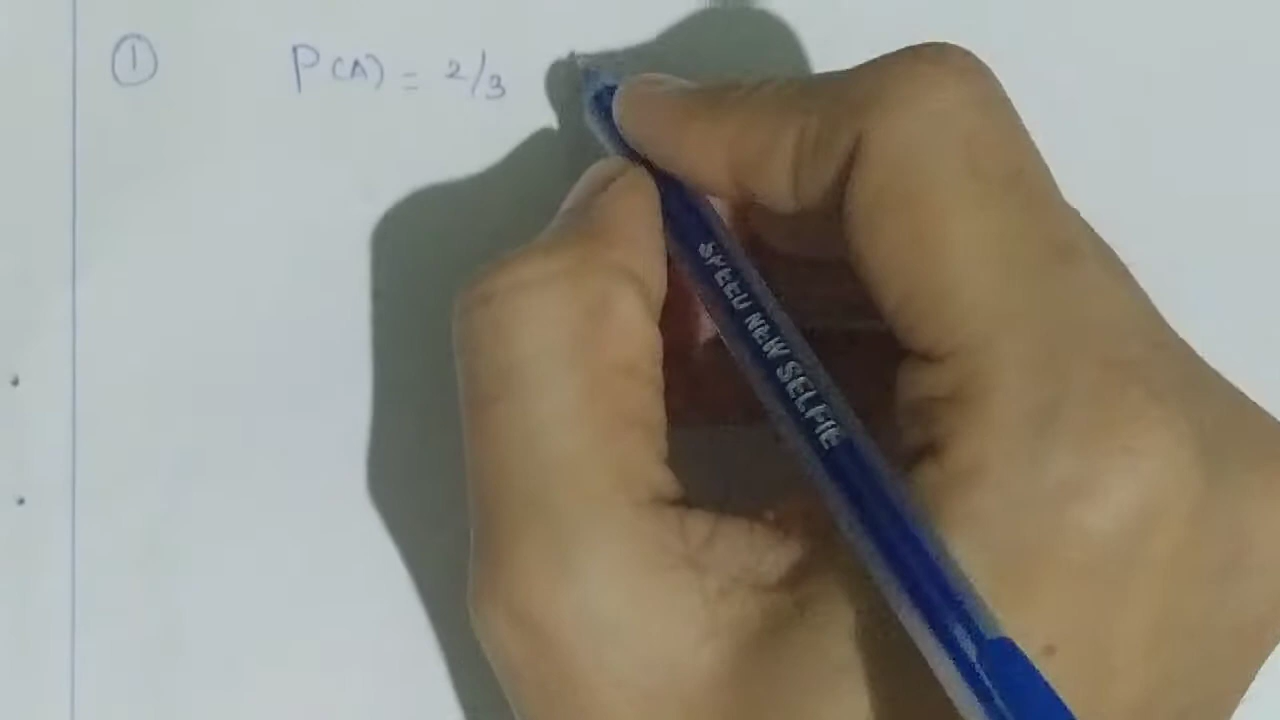 ① P(A) = 2/3
SPEED NEW SELFIE